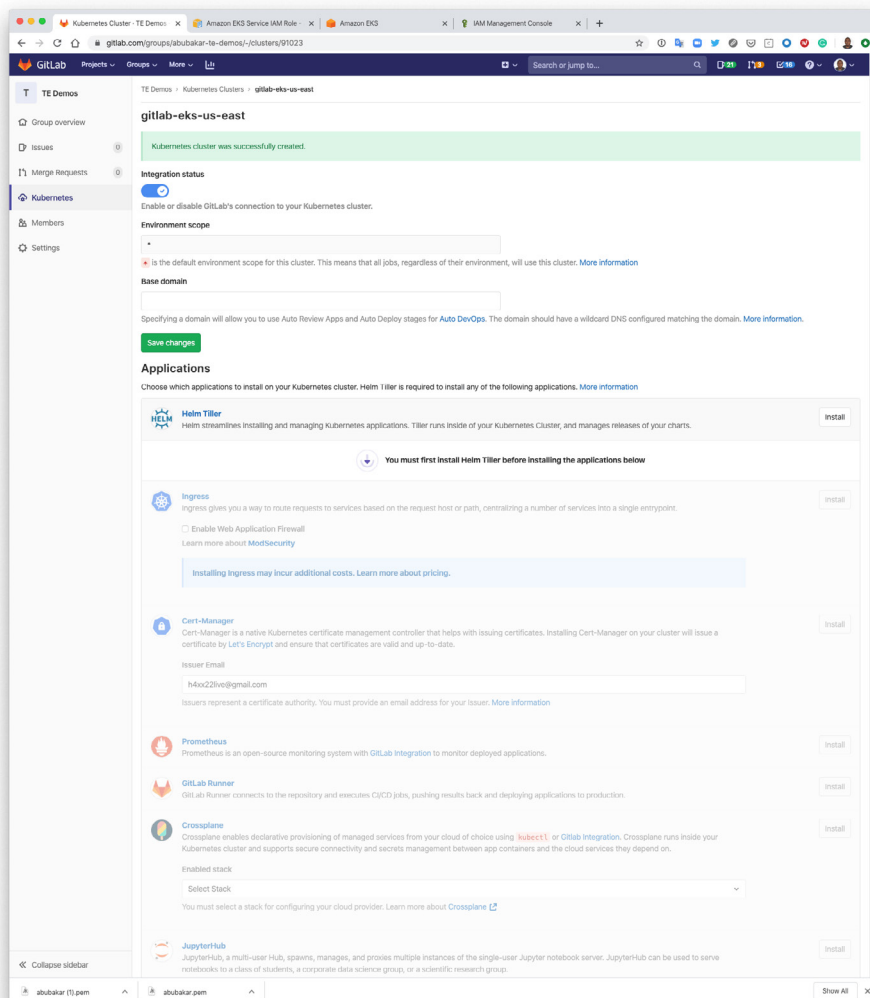 Kubernetes Cluster · TE Demos
Amazon EKS Service IAM Role -
Amazon EKS
IAM Management Console
gitlab.com/groups/abubakar-te-demos/-/clusters/91023
GitLab
Projects
Groups
More
Search or jump to...
21
3
16
T TE Demos
TE Demos > Kubernetes Clusters > gitlab-eks-us-east
Group overview
Issues 0
Merge Requests 0
Kubernetes
Members
Settings
Collapse sidebar
gitlab-eks-us-east
Kubernetes cluster was successfully created.
Integration status
Enable or disable GitLab's connection to your Kubernetes cluster.
Environment scope
*
* is the default environment scope for this cluster. This means that all jobs, regardless of their environment, will use this cluster. More information
Base domain
Specifying a domain will allow you to use Auto Review Apps and Auto Deploy stages for Auto DevOps. The domain should have a wildcard DNS configured matching the domain. More information.
Save changes
Applications
Choose which applications to install on your Kubernetes cluster. Helm Tiller is required to install any of the following applications. More information
HELM
Helm Tiller
Install
Helm streamlines installing and managing Kubernetes applications. Tiller runs inside of your Kubernetes Cluster, and manages releases of your charts.
You must first install Helm Tiller before installing the applications below
Ingress
Install
Ingress gives you a way to route requests to services based on the request host or path, centralizing a number of services into a single entrypoint.
Enable Web Application Firewall
Learn more about ModSecurity
Installing Ingress may incur additional costs. Learn more about pricing.
Cert-Manager
Install
Cert-Manager is a native Kubernetes certificate management controller that helps with issuing certificates. Installing Cert-Manager on your cluster will issue a
certificate by Let's Encrypt and ensure that certificates are valid and up-to-date.
Issuer Email
h4xx22live@gmail.com
Issuers represent a certificate authority. You must provide an email address for your issuer. More information
Prometheus
Install
Prometheus is an open-source monitoring system with GitLab Integration to monitor deployed applications.
GitLab Runner
Install
GitLab Runner connects to the repository and executes CI/CD jobs, pushing results back and deploying applications to production.
Crossplane
Install
Crossplane enables declarative provisioning of managed services from your cloud of choice using kubectl or Gitlab Integration. Crossplane runs inside your
Kubernetes cluster and supports secure connectivity and secrets management between app containers and the cloud services they depend on.
Enabled stack
Select Stack
You must select a stack for configuring your cloud provider. Learn more about Crossplane
JupyterHub
Install
JupyterHub, a multi-user Hub, spawns, manages, and proxies multiple instances of the single-user Jupyter notebook server. JupyterHub can be used to serve
notebooks to a class of students, a corporate data science group, or a scientific research group.
abubakar (1).pem
abubakar.pem
Show All